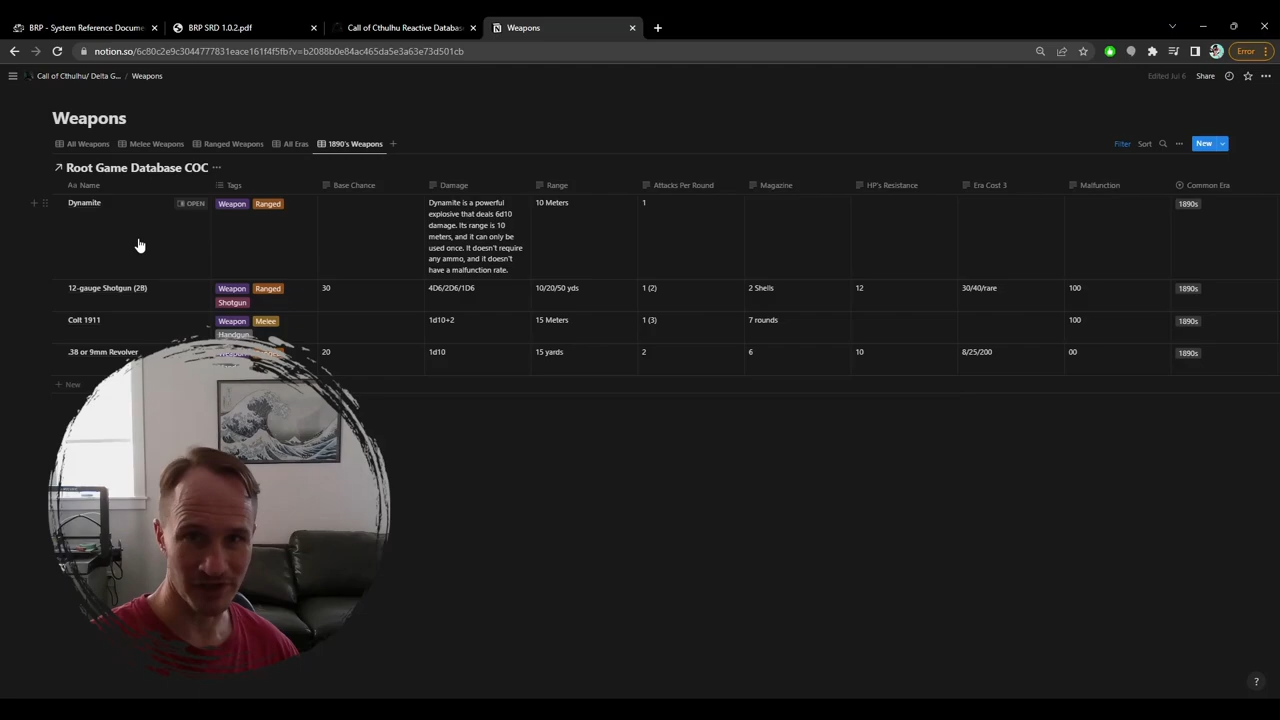 BRP - System Reference Docume
BRP SRD 1.0.2.pdf
Call of Cthulhu Reactive Databas
Weapons
notion.so/6c80c2e9c3044777831eace161f4f5fb?v=b2088b0e84ac465da5e3a63e73d501cb
Error
Call of Cthulhu/ Delta G... / Weapons
Edited Jul 6
Share
Weapons
All Weapons
Melee Weapons
Ranged Weapons
All Eras
1890's Weapons
Filter
Sort
New
Root Game Database COC
Aa Name
Tags
Base Chance
Damage
Range
Attacks Per Round
Magazine
HP's Resistance
Era Cost 3
Malfunction
Common Era
Dynamite
OPEN
Weapon Ranged
Dynamite is a powerful
explosive that deals 6d10
damage. Its range is 10
meters, and it can only be
used once. It doesn't require
any ammo, and it doesn't
have a malfunction rate.
10 Meters
1
1890s
12-gauge Shotgun (28)
Weapon Ranged
Shotgun
30
4D6/2D6/1D6
10/20/50 yds
1 (2)
2 Shells
12
30/40/rare
100
1890s
Colt 1911
Weapon Melee
Handgun
1d10+2
15 Meters
1 (3)
7 rounds
100
1890s
.38 or 9mm Revolver
20
1d10
15 yards
2
6
10
8/25/200
00
1890s
+ New
?